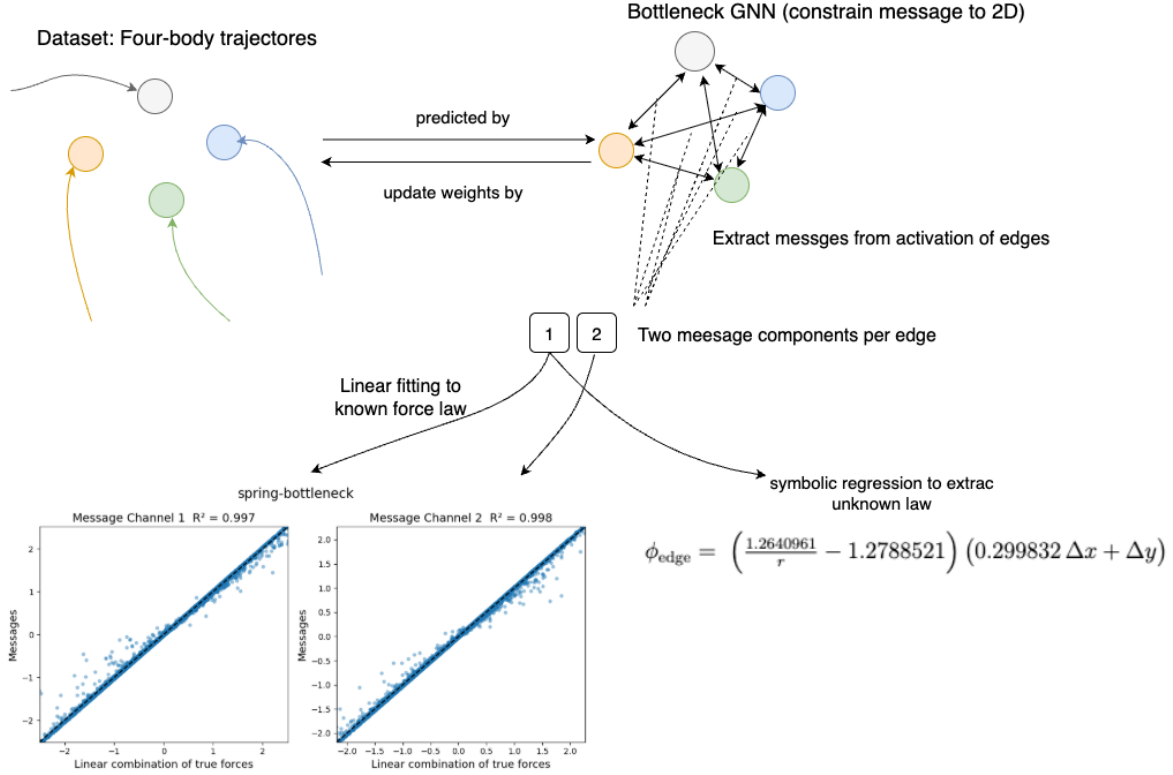 Bottleneck GNN (constrain message to 2D)
Dataset: Four-body trajectores
predicted by
update weights by
Extract messges from activation of edges
1
2
Two meesage components per edge
Linear fitting to
known force law
symbolic regression to extrac
unknown law
spring-bottleneck
Message Channel 1 R² = 0.997
Messages
2
1
0
−1
−2
−2
−1
0
1
2
Linear combination of true forces
Message Channel 2 R² = 0.998
Messages
2.0
1.5
1.0
0.5
0.0
−0.5
−1.0
−1.5
−2.0
−2.0
−1.5
−1.0
−0.5
0.0
0.5
1.0
1.5
2.0
Linear combination of true forces
ϕ_edge = (1.2640961/r − 1.2788521) (0.299832 Δx + Δy)